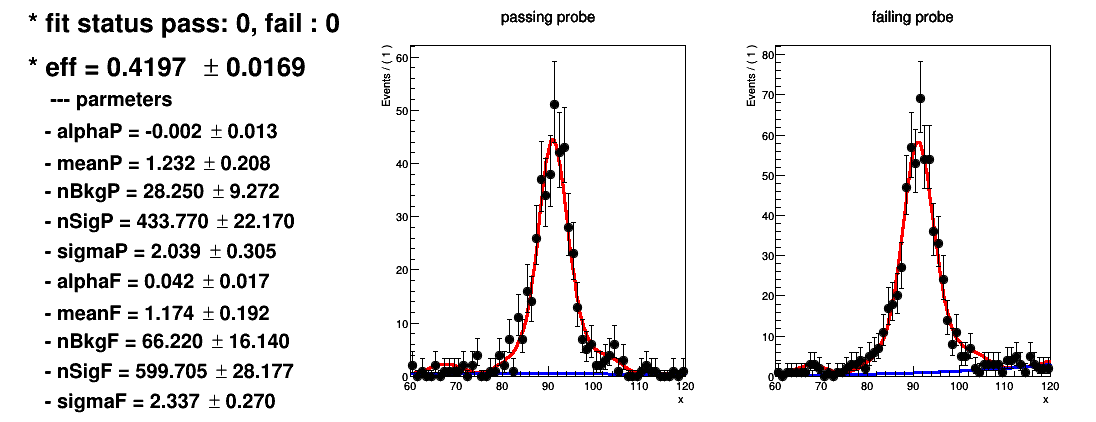 * fit status pass: 0, fail : 0
* eff = 0.4197 ± 0.0169
--- parmeters
- alphaP = -0.002 ± 0.013
- meanP = 1.232 ± 0.208
- nBkgP = 28.250 ± 9.272
- nSigP = 433.770 ± 22.170
- sigmaP = 2.039 ± 0.305
- alphaF = 0.042 ± 0.017
- meanF = 1.174 ± 0.192
- nBkgF = 66.220 ± 16.140
- nSigF = 599.705 ± 28.177
- sigmaF = 2.337 ± 0.270
passing probe
Events / ( 1 )
60
50
40
30
20
10
0
60 70 80 90 100 110 120
x
failing probe
Events / ( 1 )
80
70
60
50
40
30
20
10
0
60 70 80 90 100 110 120
x